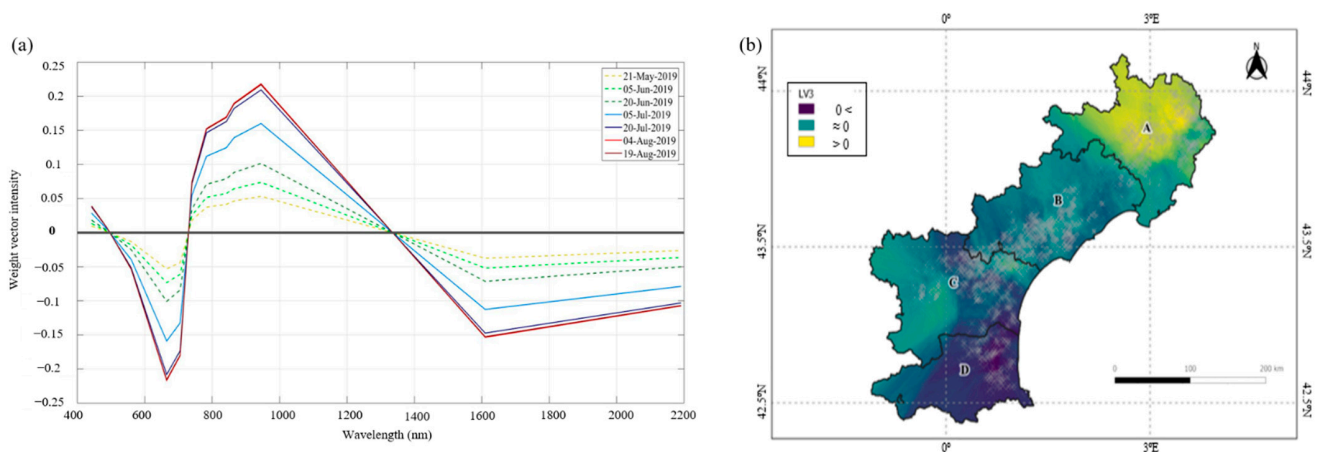 (a)
0.25
0.2
0.15
0.1
0.05
0
−0.05
−0.1
−0.15
−0.2
−0.25
Weight vector intensity
400 600 800 1000 1200 1400 1600 1800 2000 2200
Wavelength (nm)
21-May-2019
05-Jun-2019
20-Jun-2019
05-Jul-2019
20-Jul-2019
04-Aug-2019
19-Aug-2019
(b)
0° 3°E
N
44°N 44°N
LV3
0 <
≈ 0
> 0
A
B
43.5°N 43.5°N
C
D
0 100 200 km
42.5°N 42.5°N
0° 3°E